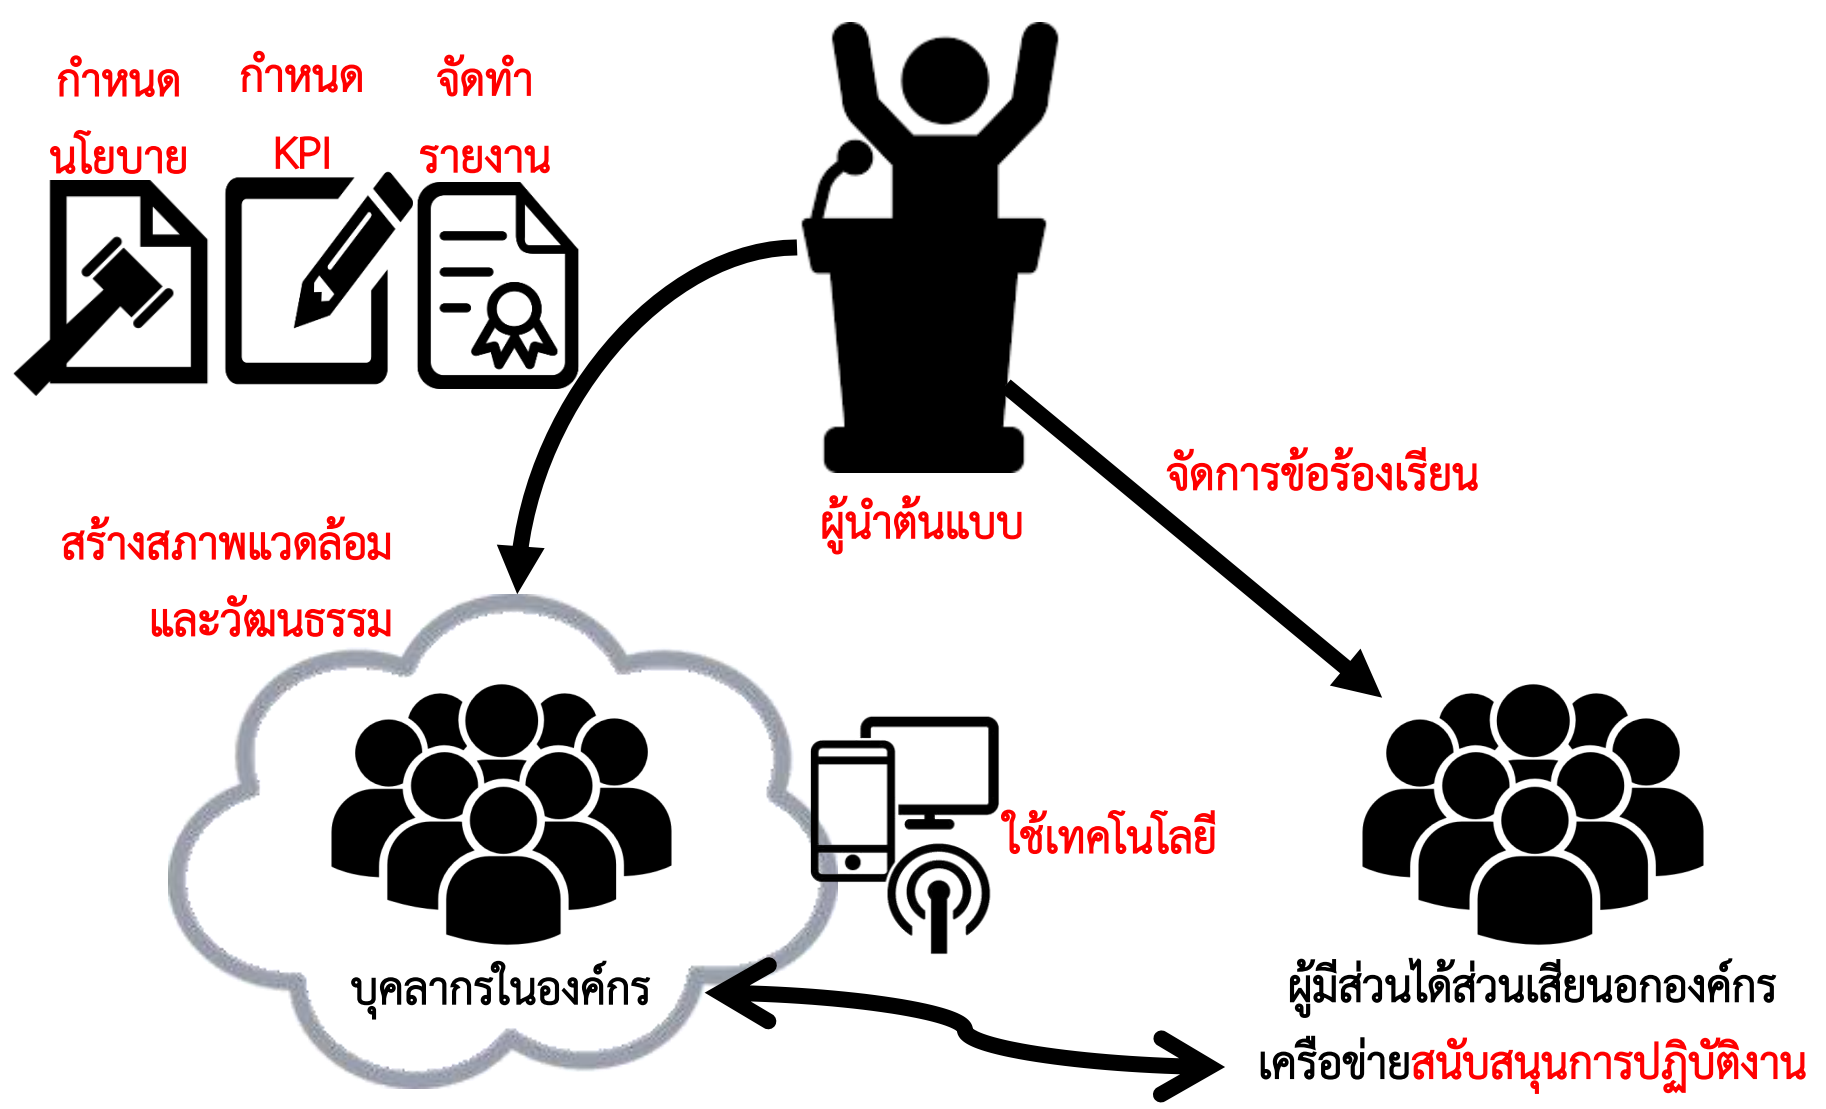 กำหนด
นโยบาย
กำหนด
KPI
จัดทำ
รายงาน
จัดการข้อร้องเรียน
ผู้นำต้นแบบ
สร้างสภาพแวดล้อม
และวัฒนธรรม
ใช้เทคโนโลยี
บุคลากรในองค์กร
ผู้มีส่วนได้ส่วนเสียนอกองค์กร
เครือข่ายสนับสนุนการปฏิบัติงาน